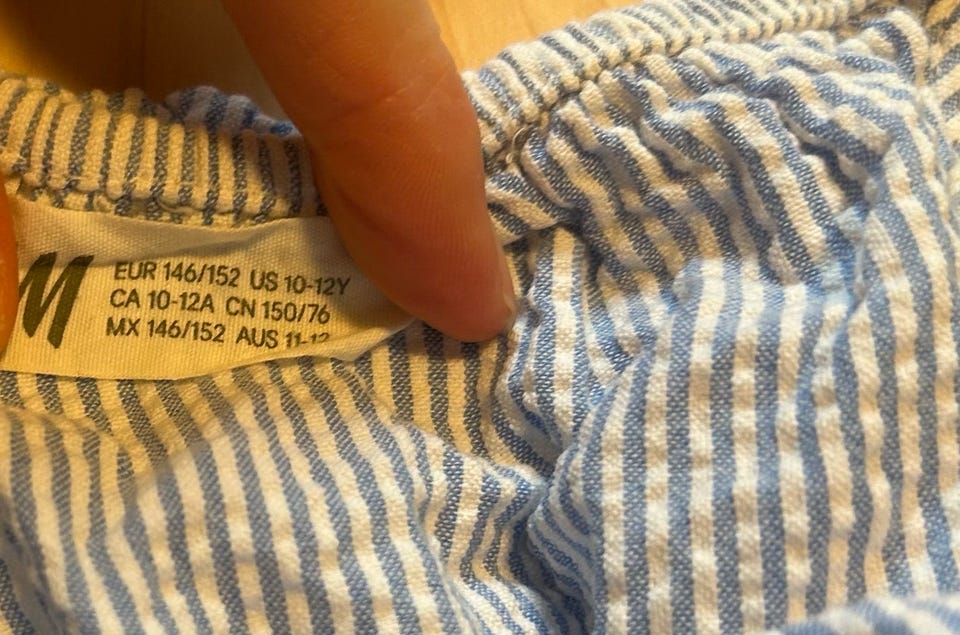 M
EUR 146/152 US 10-12Y
CA 10-12A CN 150/76
MX 146/152 AUS 11-12